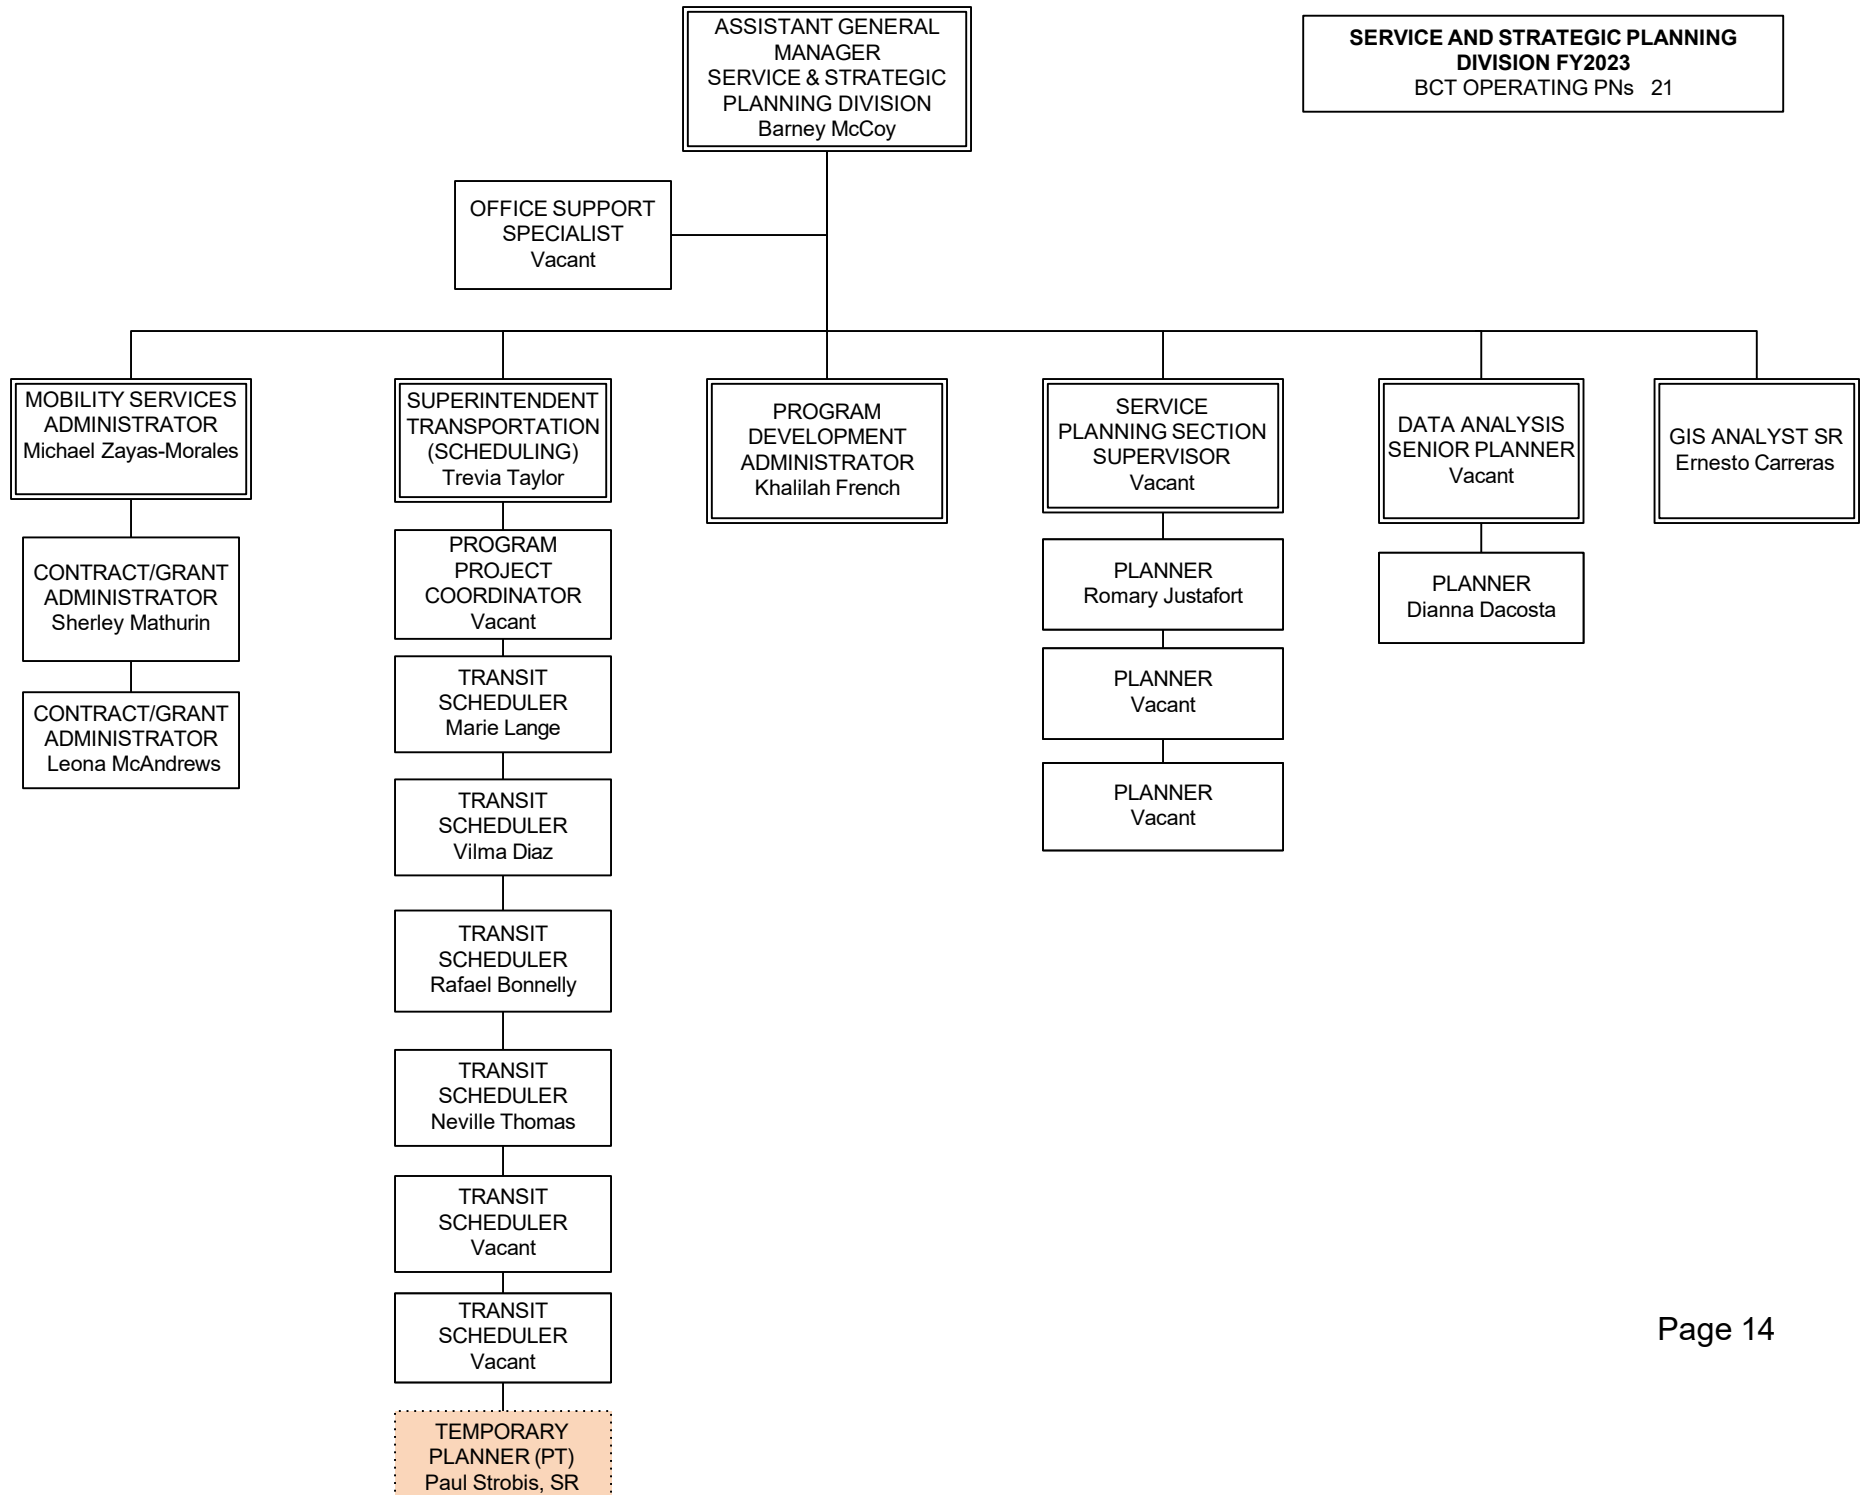 ASSISTANT GENERAL
MANAGER
SERVICE & STRATEGIC
PLANNING DIVISION
Barney McCoy
SERVICE AND STRATEGIC PLANNING
DIVISION FY2023
BCT OPERATING PNs 21
OFFICE SUPPORT
SPECIALIST
Vacant
MOBILITY SERVICES
ADMINISTRATOR
Michael Zayas-Morales
CONTRACT/GRANT
ADMINISTRATOR
Sherley Mathurin
CONTRACT/GRANT
ADMINISTRATOR
Leona McAndrews
SUPERINTENDENT
TRANSPORTATION
(SCHEDULING)
Trevia Taylor
PROGRAM
PROJECT
COORDINATOR
Vacant
TRANSIT
SCHEDULER
Marie Lange
TRANSIT
SCHEDULER
Vilma Diaz
TRANSIT
SCHEDULER
Rafael Bonnelly
TRANSIT
SCHEDULER
Neville Thomas
TRANSIT
SCHEDULER
Vacant
TRANSIT
SCHEDULER
Vacant
TEMPORARY
PLANNER (PT)
Paul Strobis, SR
PROGRAM
DEVELOPMENT
ADMINISTRATOR
Khalilah French
SERVICE
PLANNING SECTION
SUPERVISOR
Vacant
PLANNER
Romary Justafort
PLANNER
Vacant
PLANNER
Vacant
DATA ANALYSIS
SENIOR PLANNER
Vacant
PLANNER
Dianna Dacosta
GIS ANALYST SR
Ernesto Carreras
Page 14